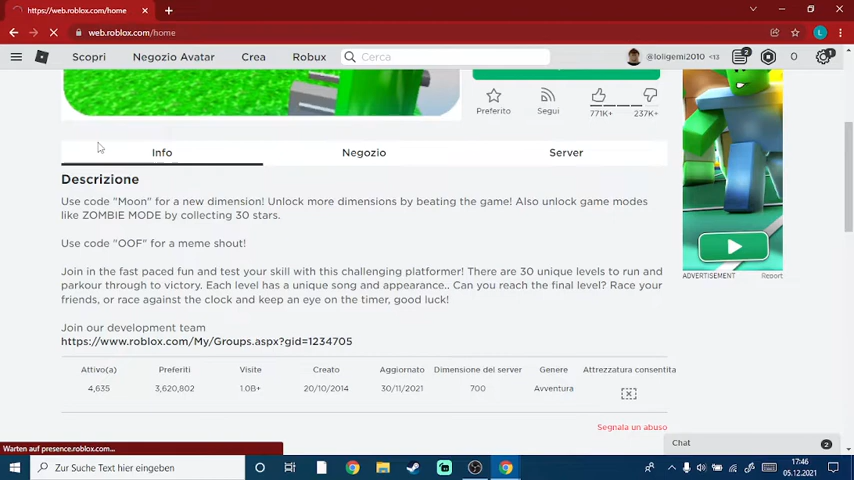 https://web.roblox.com/home
web.roblox.com/home
Scopri
Negozio Avatar
Crea
Robux
Cerca
@loligemi2010 <13
2
0
1
Preferito
Segui
771K+
237K+
Info
Negozio
Server
Descrizione
Use code "Moon" for a new dimension! Unlock more dimensions by beating the game! Also unlock game modes
like ZOMBIE MODE by collecting 30 stars.
Use code "OOF" for a meme shout!
Join in the fast paced fun and test your skill with this challenging platformer! There are 30 unique levels to run and
parkour through to victory. Each level has a unique song and appearance.. Can you reach the final level? Race your
friends, or race against the clock and keep an eye on the timer, good luck!
Join our development team
https://www.roblox.com/My/Groups.aspx?gid=1234705
Attivo(a)
Preferiti
Visite
Creato
Aggiornato
Dimensione del server
Genere
Attrezzatura consentita
4,635
3,620,802
1.0B+
20/10/2014
30/11/2021
700
Avventura
Segnala un abuso
ADVERTISEMENT
Report
Chat
2
Warten auf presence.roblox.com...
Zur Suche Text hier eingeben
17:46
05.12.2021
L